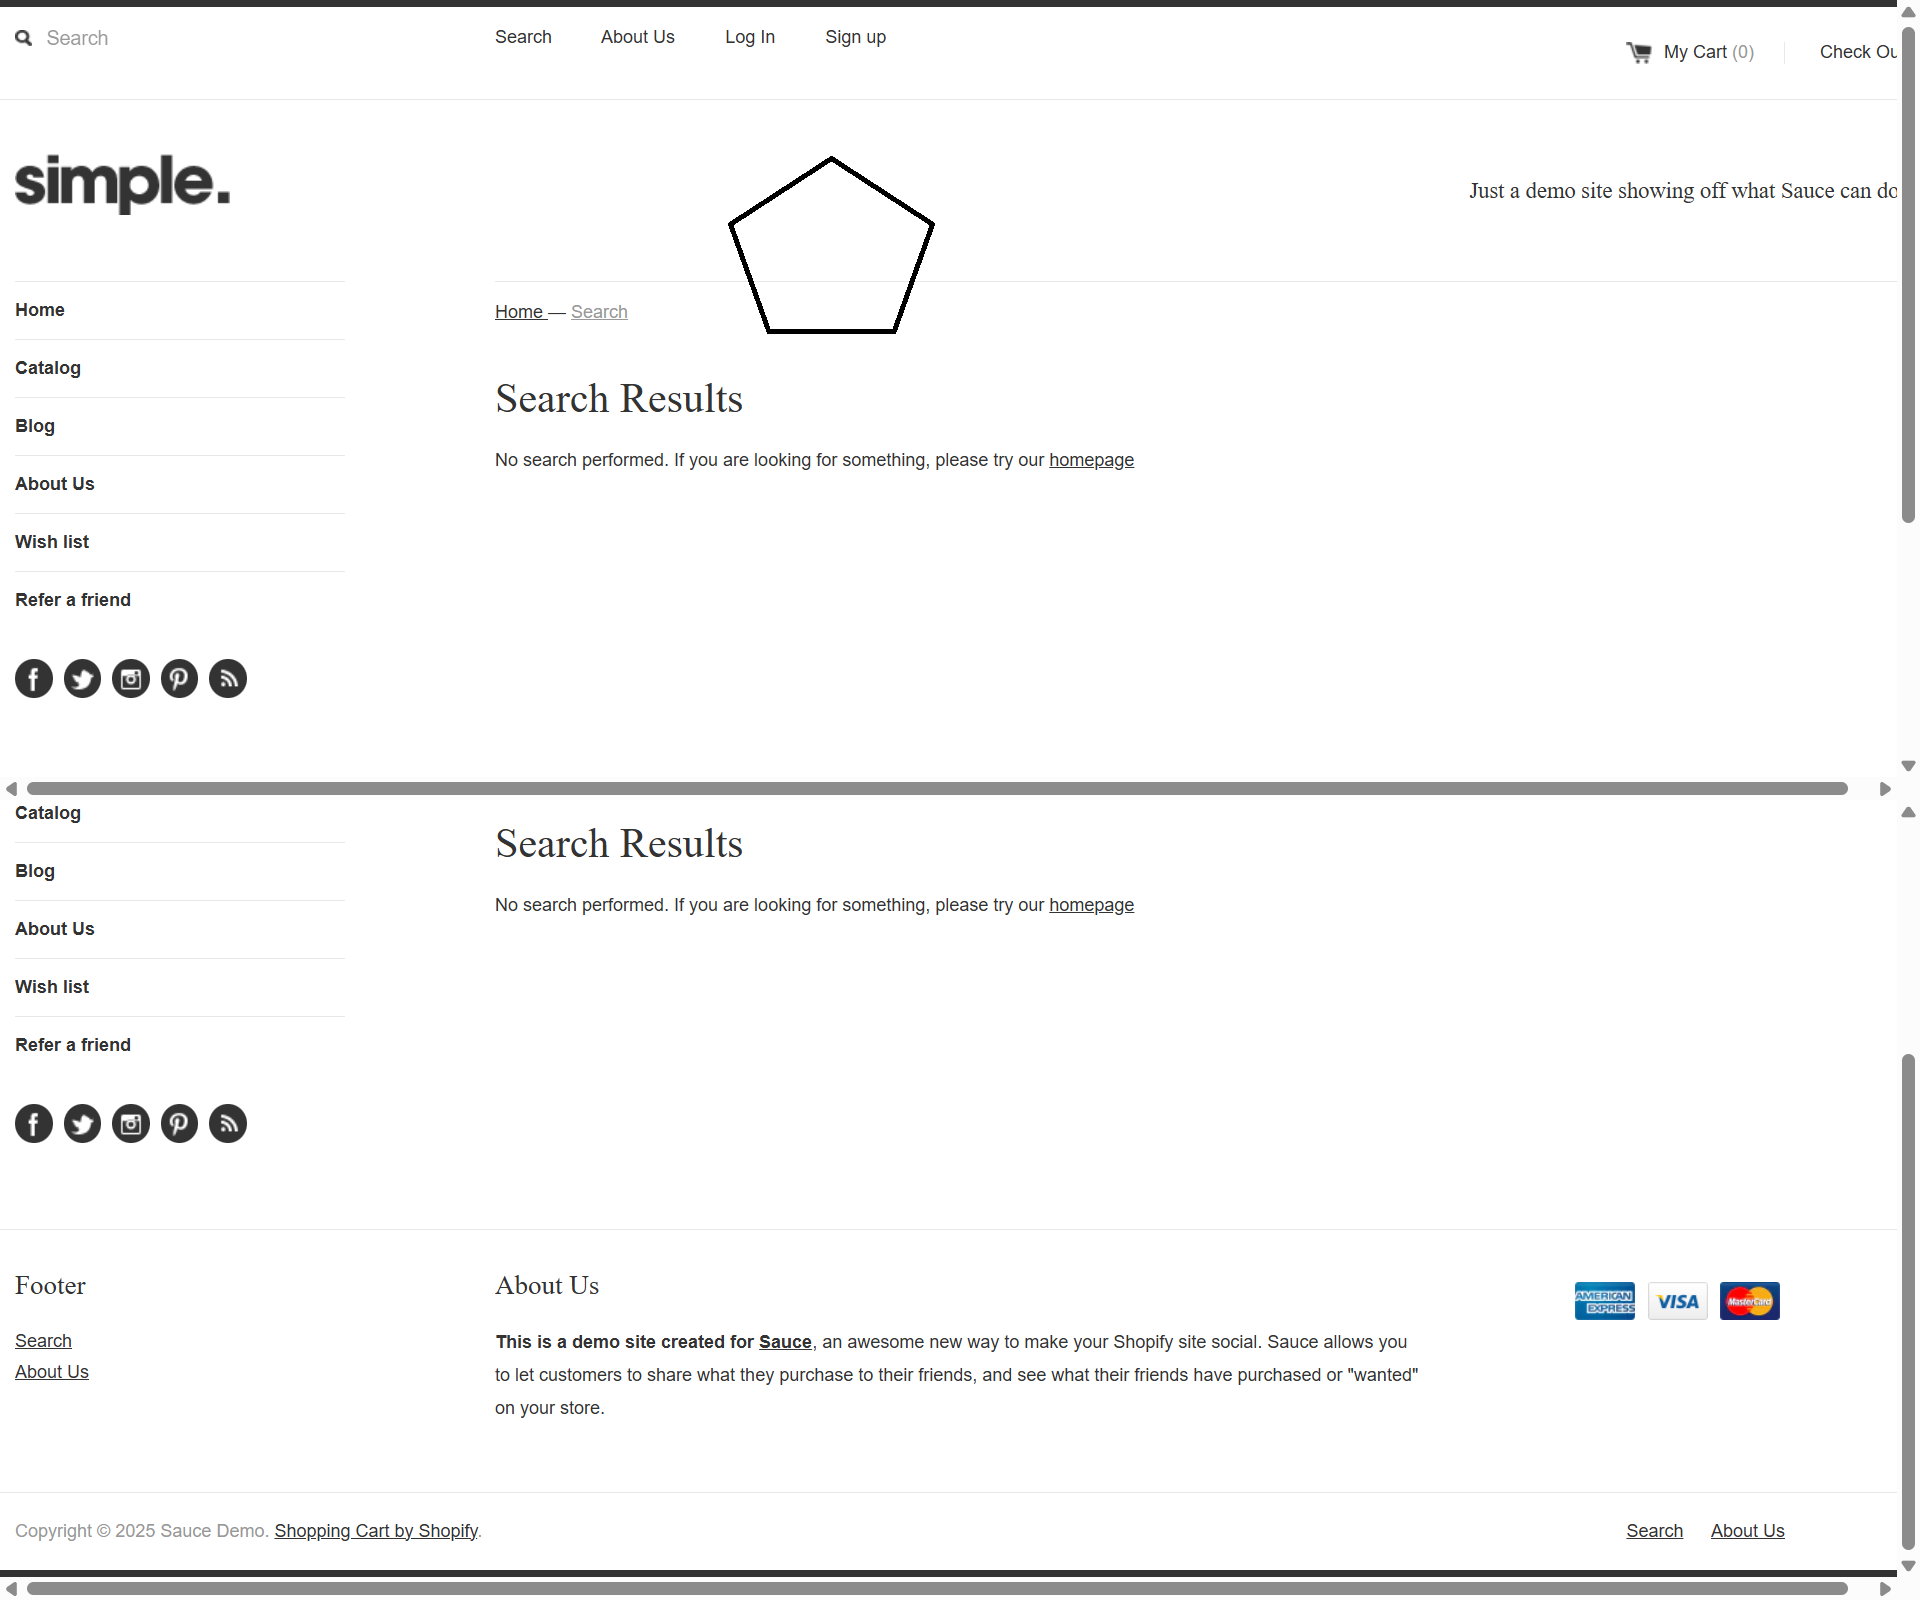 Search
Search About Us Log In Sign up
My Cart (0) Check Ou
simple.
Just a demo site showing off what Sauce can do
Home
Catalog
Blog
About Us
Wish list
Refer a friend
Home — Search
Search Results
No search performed. If you are looking for something, please try our homepage
Catalog
Blog
About Us
Wish list
Refer a friend
Search Results
No search performed. If you are looking for something, please try our homepage
Footer
Search
About Us
About Us
This is a demo site created for Sauce, an awesome new way to make your Shopify site social. Sauce allows you
to let customers to share what they purchase to their friends, and see what their friends have purchased or "wanted"
on your store.
AMERICAN
EXPRESS
VISA
MasterCard
Copyright © 2025 Sauce Demo. Shopping Cart by Shopify.
Search About Us